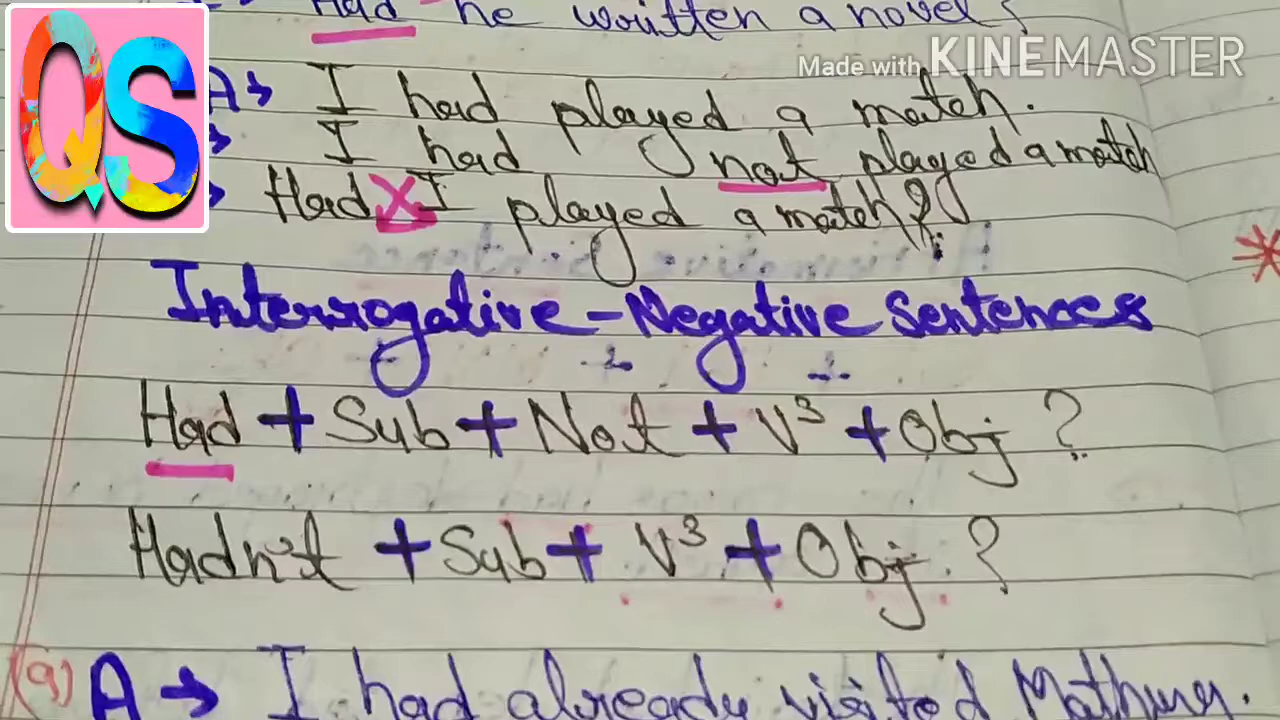 Had he written a novel?
Made with KINEMASTER
QS
A→ I had played a match.
→ I had not played a match
→ Had X I played a match?
Interrogative-Negative Sentences
Had + Sub + Not + V³ + Obj ?
Hadn't + Sub + V³ + Obj. ?
(a) A → I had already visited Mathura.